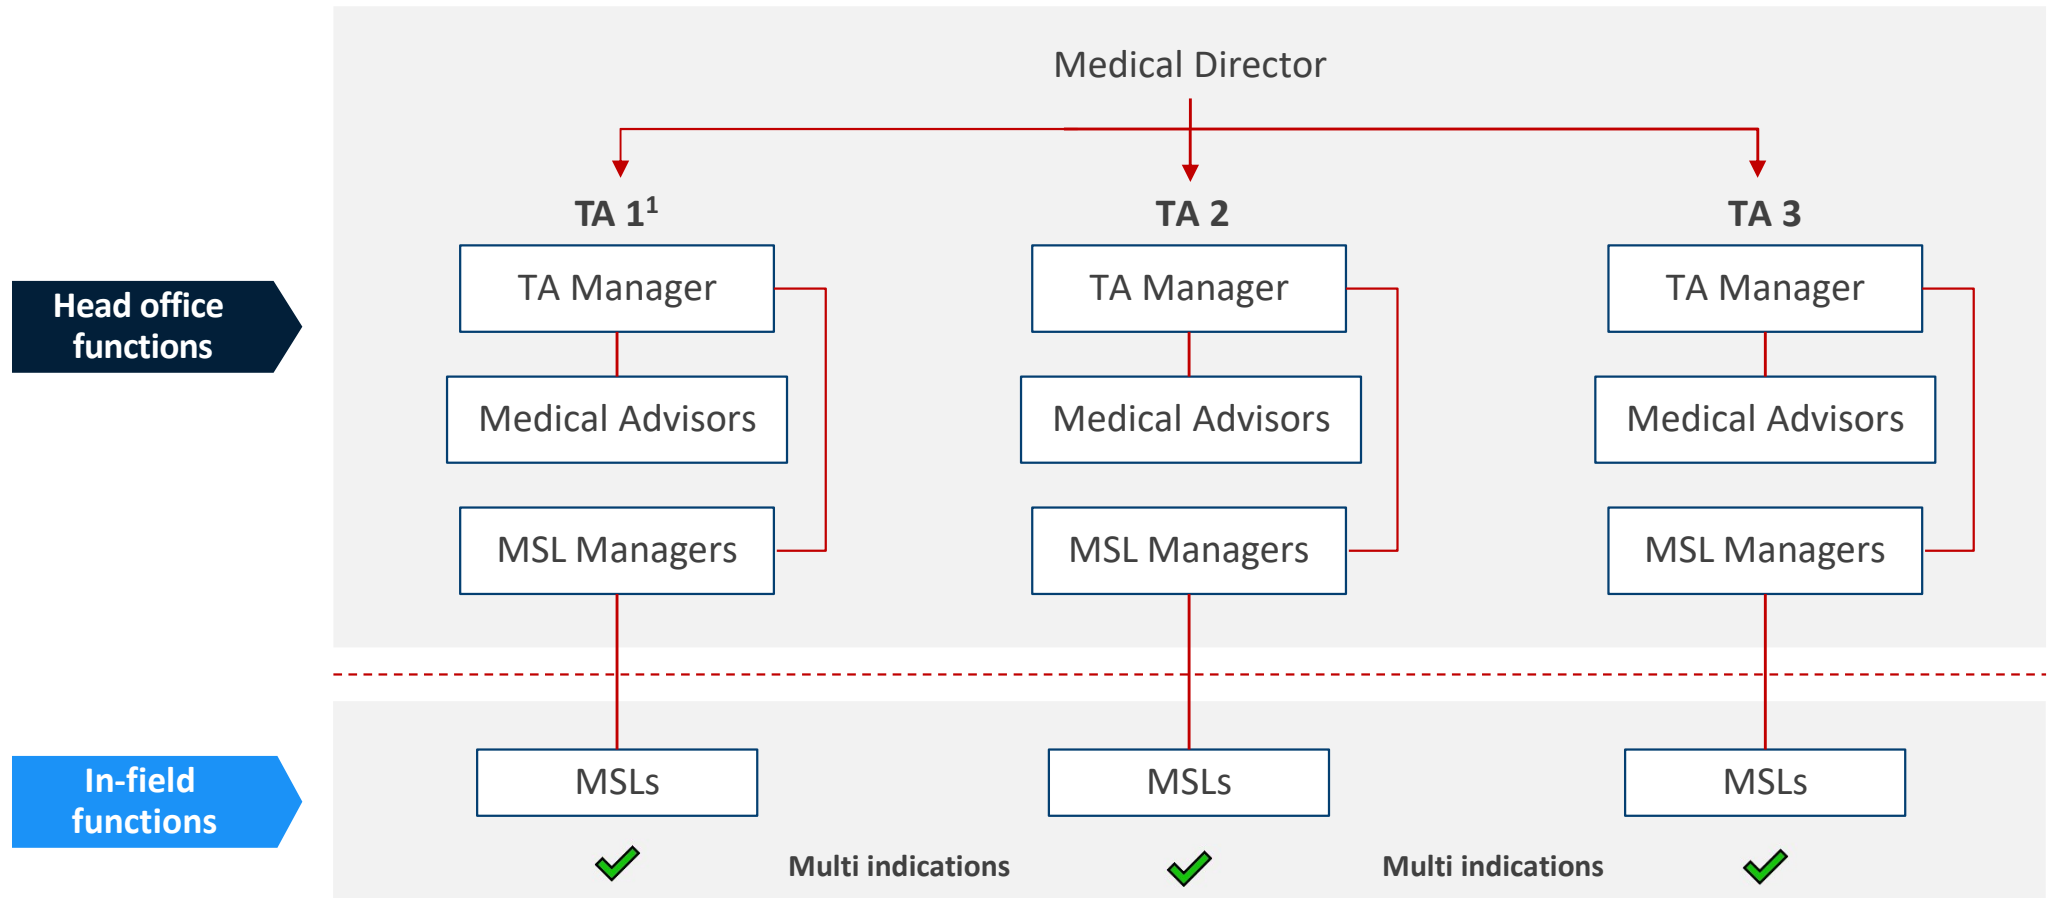 Medical Director
TA 1¹
TA 2
TA 3
Head office
functions
TA Manager
TA Manager
TA Manager
Medical Advisors
Medical Advisors
Medical Advisors
MSL Managers
MSL Managers
MSL Managers
In-field
functions
MSLs
MSLs
MSLs
Multi indications
Multi indications